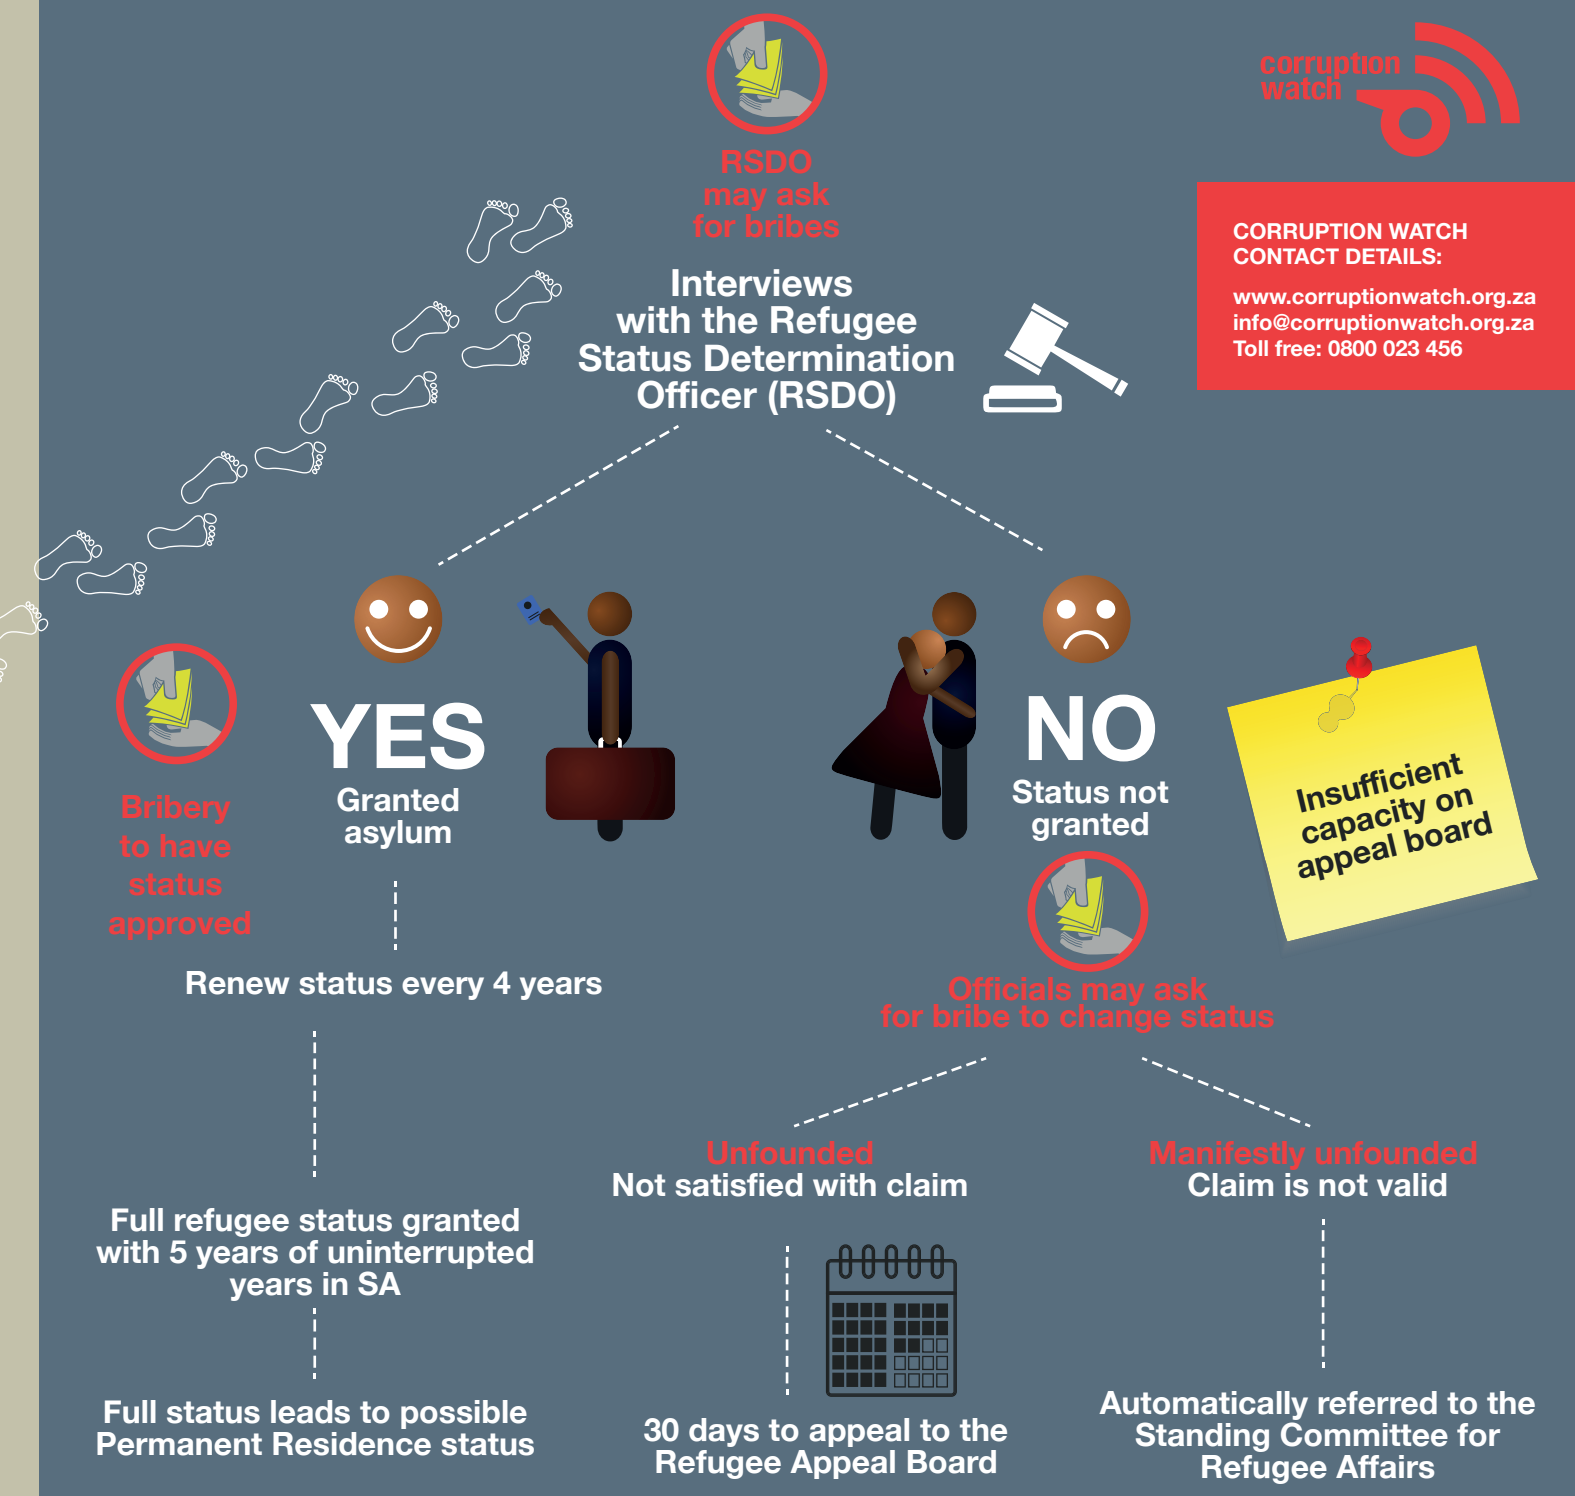 RSDO
may ask
for bribes
corruption
watch
CORRUPTION WATCH
CONTACT DETAILS:
www.corruptionwatch.org.za
info@corruptionwatch.org.za
Toll free: 0800 023 456
Interviews
with the Refugee
Status Determination
Officer (RSDO)
Bribery
to have
status
approved
YES
Granted
asylum
Renew status every 4 years
Full refugee status granted
with 5 years of uninterrupted
years in SA
Full status leads to possible
Permanent Residence status
NO
Status not
granted
Insufficient
capacity on
appeal board
Officials may ask
for bribe to change status
Unfounded
Not satisfied with claim
30 days to appeal to the
Refugee Appeal Board
Manifestly unfounded
Claim is not valid
Automatically referred to the
Standing Committee for
Refugee Affairs